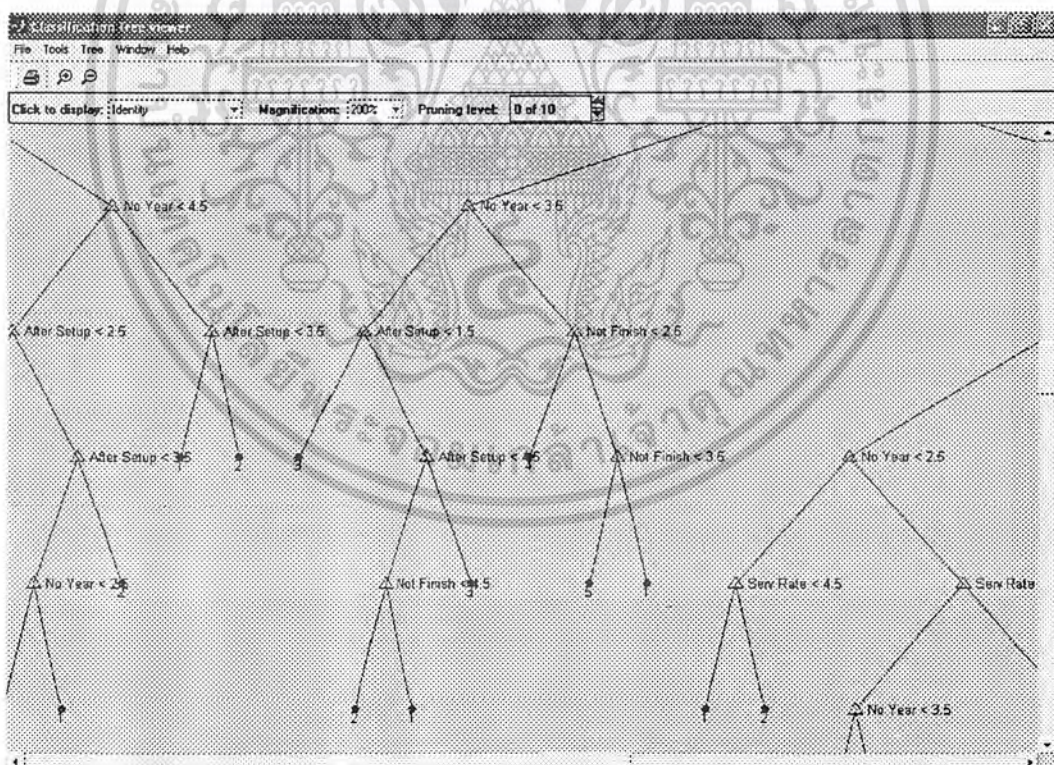 Classification tree viewer
File Tools Tree Window Help
Click to display: Identity Magnification: 200% Pruning level: 0 of 10
No Year < 4.5
No Year < 3.5
After Setup < 2.5
After Setup < 3.5
After Setup < 1.5
Not Finish < 2.5
After Setup < 3.5
1
2
3
After Setup < 4.5
Not Finish < 3.5
No Year < 2.5
No Year < 2.5
2
Not Finish < 4.5
3
5
1
Serv Rate < 4.5
Serv Rate
1
2
1
1
2
No Year < 3.5